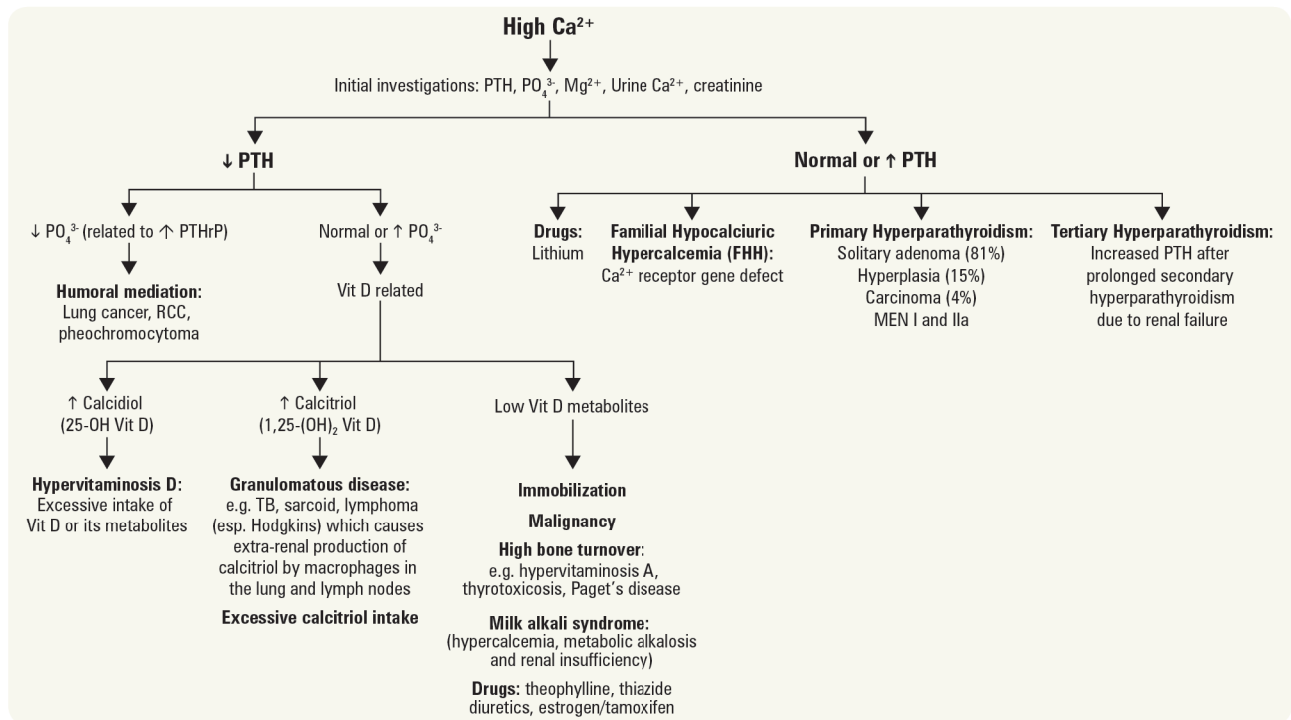 High Ca²⁺
Initial investigations: PTH, PO₄³⁻, Mg²⁺, Urine Ca²⁺, creatinine
↓ PTH
Normal or ↑ PTH
↓ PO₄³⁻ (related to ↑ PTHrP)
Normal or ↑ PO₄³⁻
Humoral mediation:
Lung cancer, RCC,
pheochromocytoma
Vit D related
Drugs:
Lithium
Familial Hypocalciuric
Hypercalcemia (FHH):
Ca²⁺ receptor gene defect
Primary Hyperparathyroidism:
Solitary adenoma (81%)
Hyperplasia (15%)
Carcinoma (4%)
MEN I and IIa
Tertiary Hyperparathyroidism:
Increased PTH after
prolonged secondary
hyperparathyroidism
due to renal failure
↑ Calcidiol
(25-OH Vit D)
↑ Calcitriol
(1,25-(OH)₂ Vit D)
Low Vit D metabolites
Hypervitaminosis D:
Excessive intake of
Vit D or its metabolites
Granulomatous disease:
e.g. TB, sarcoid, lymphoma
(esp. Hodgkins) which causes
extra-renal production of
calcitriol by macrophages in
the lung and lymph nodes
Excessive calcitriol intake
Immobilization
Malignancy
High bone turnover:
e.g. hypervitaminosis A,
thyrotoxicosis, Paget's disease
Milk alkali syndrome:
(hypercalcemia, metabolic alkalosis
and renal insufficiency)
Drugs: theophylline, thiazide
diuretics, estrogen/tamoxifen